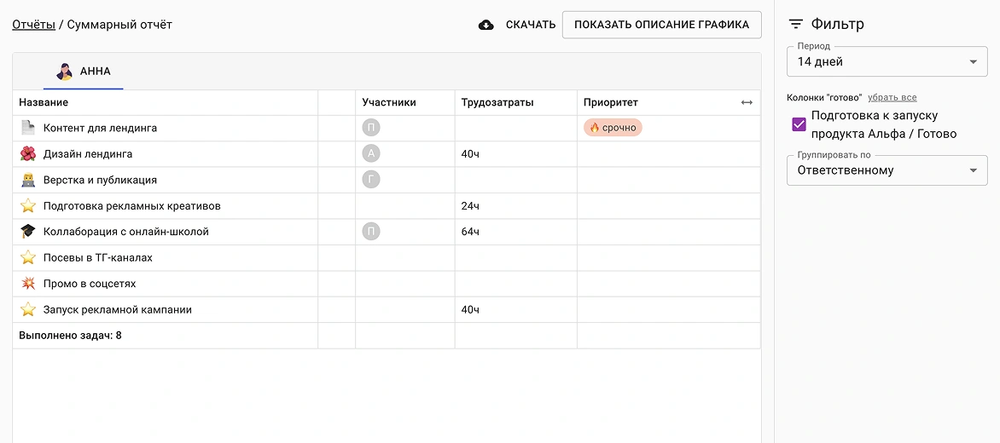 Отчёты / Суммарный отчёт
СКАЧАТЬ
ПОКАЗАТЬ ОПИСАНИЕ ГРАФИКА
АННА
Название Участники Трудозатраты Приоритет
Контент для лендинга П срочно
Дизайн лендинга А 40ч
Верстка и публикация Г
Подготовка рекламных креативов 24ч
Коллаборация с онлайн-школой П 64ч
Посевы в ТГ-каналах
Промо в соцсетях
Запуск рекламной кампании 40ч
Выполнено задач: 8
Фильтр
Период
14 дней
Колонки "готово" убрать все
Подготовка к запуску
продукта Альфа / Готово
Группировать по
Ответственному